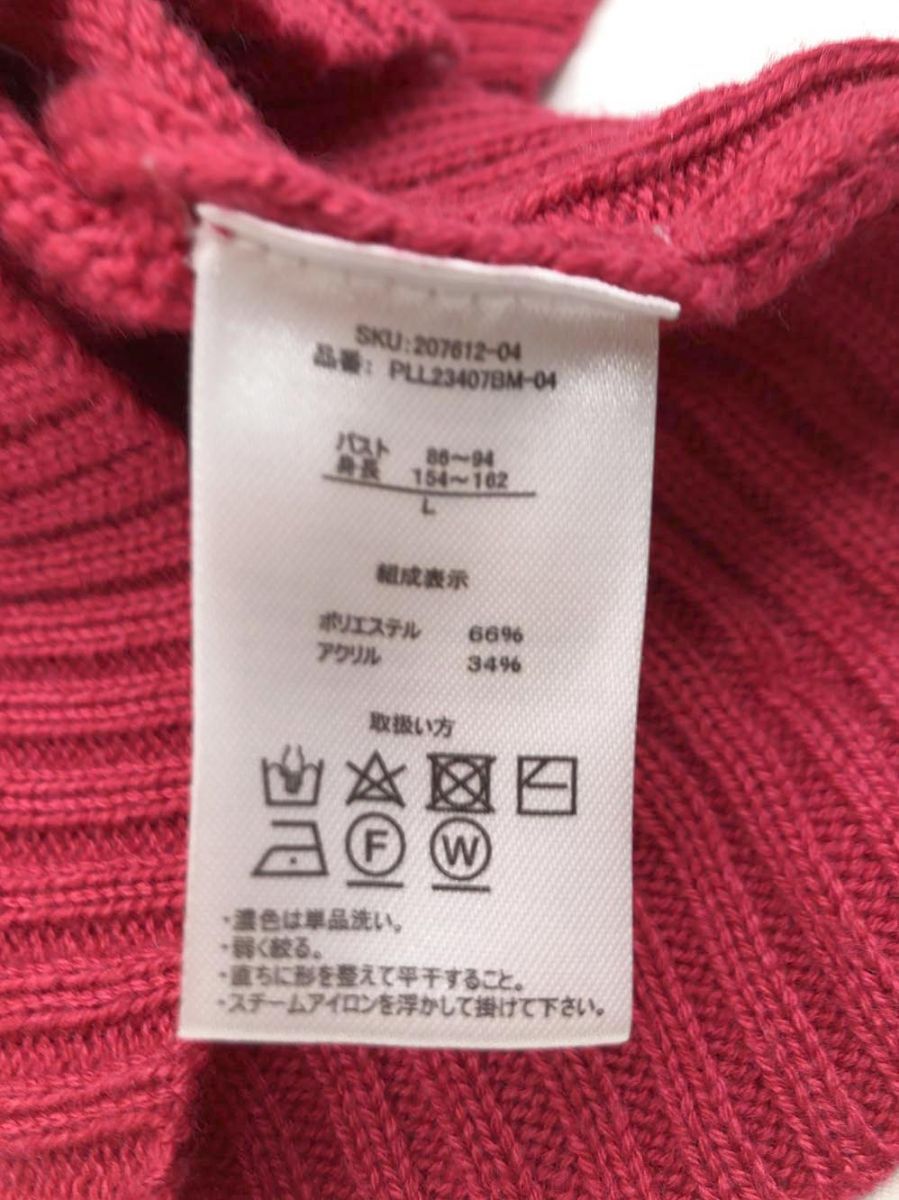 SKU:207612-04
品番: PLL23407BM-04
バスト 86～94
身長 154～162
L
組成表示
ポリエステル 66%
アクリル 34%
取扱い方
F W
・濃色は単品洗い。
・弱く絞る。
・直ちに形を整えて平干すること。
・スチームアイロンを浮かして掛けて下さい。